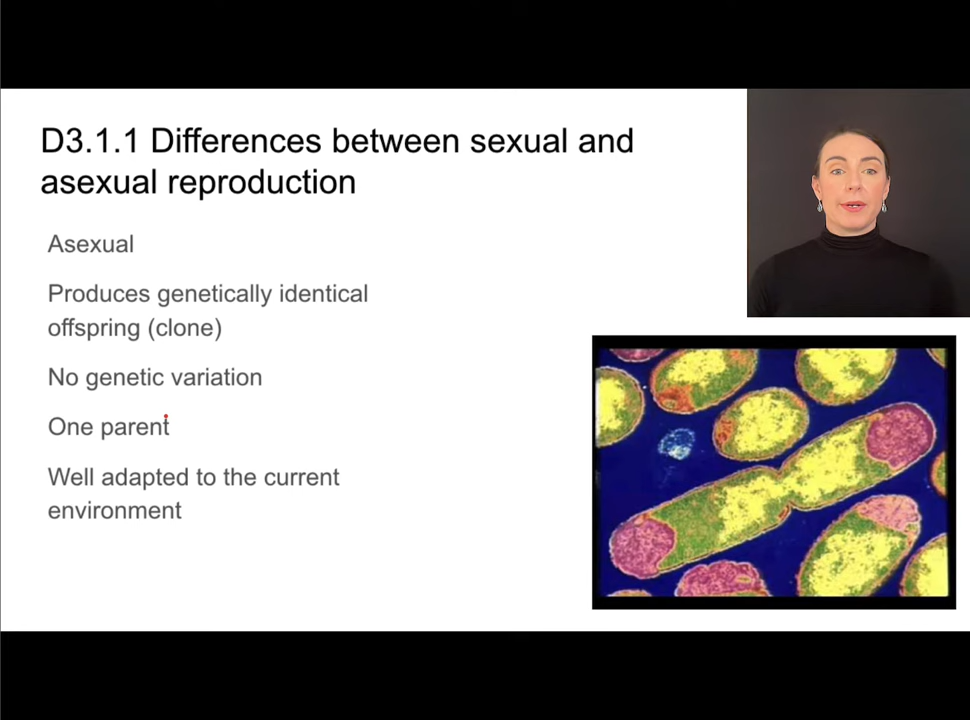 D3.1.1 Differences between sexual and
asexual reproduction
Asexual
Produces genetically identical
offspring (clone)
No genetic variation
One parent
Well adapted to the current
environment